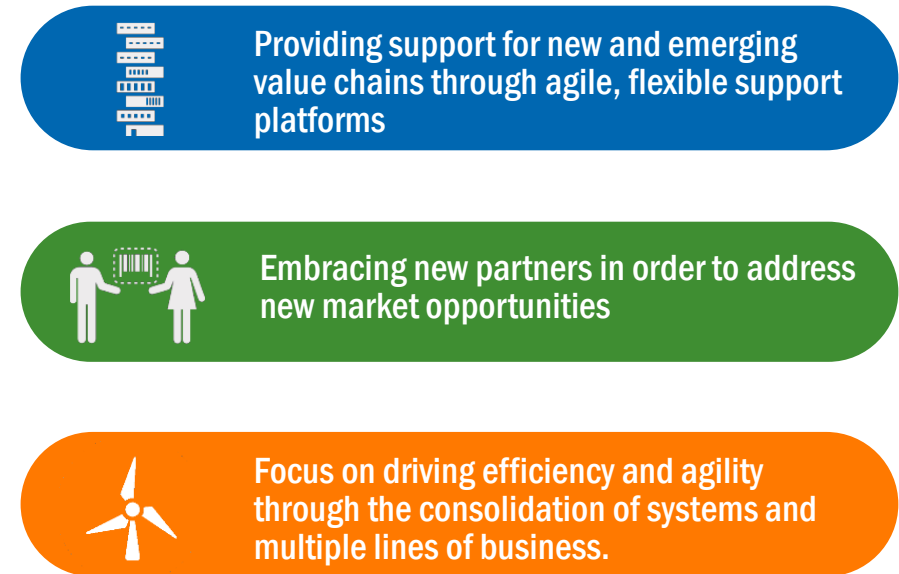 Providing support for new and emerging
value chains through agile, flexible support
platforms
Embracing new partners in order to address
new market opportunities
Focus on driving efficiency and agility
through the consolidation of systems and
multiple lines of business.